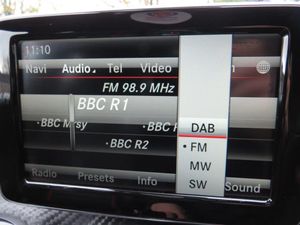 11:10
Navi Audio Tel Video
FM 98.9 MHz
BBC R1
BBC R2
DAB
• FM
MW
SW
Radio Presets Info Sound